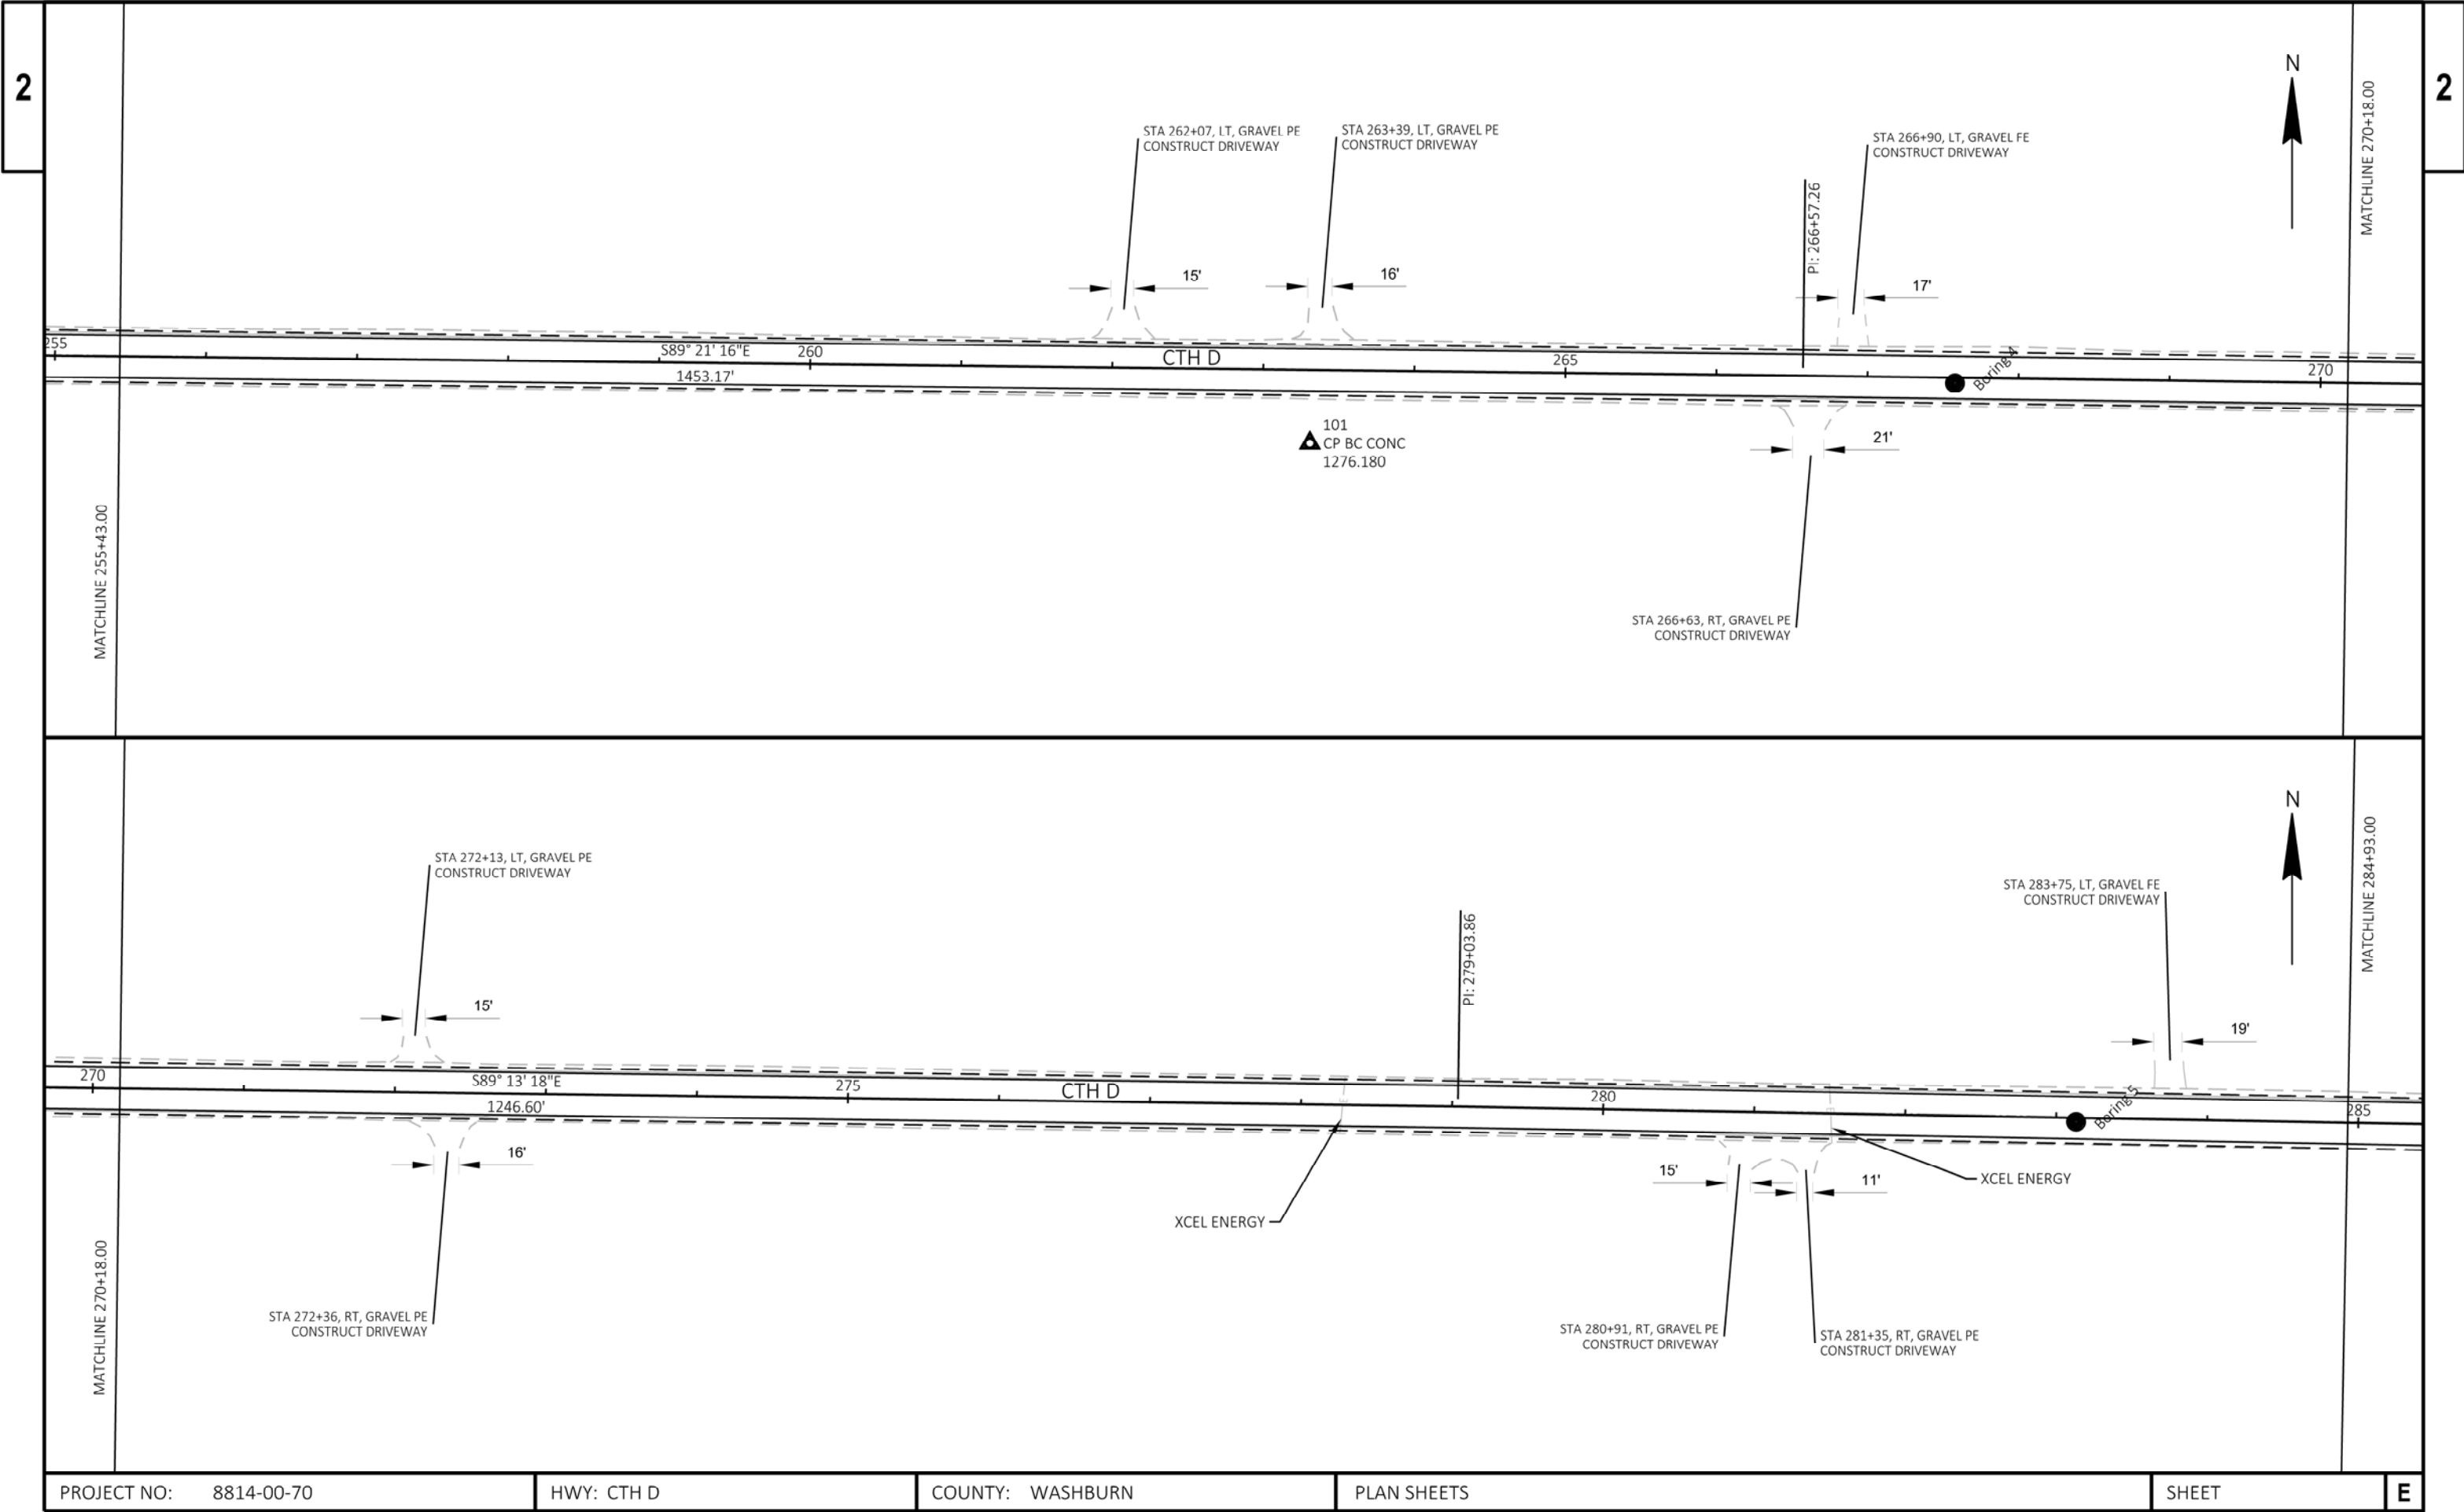 2
2
N
MATCHLINE 270+18.00
STA 262+07, LT, GRAVEL PE
CONSTRUCT DRIVEWAY
STA 263+39, LT, GRAVEL PE
CONSTRUCT DRIVEWAY
STA 266+90, LT, GRAVEL FE
CONSTRUCT DRIVEWAY
PI: 266+57.26
15'
16'
17'
255
S89° 21' 16"E
260
CTH D
265
Boring 4
270
1453.17'
101
CP BC CONC
1276.180
21'
MATCHLINE 255+43.00
STA 266+63, RT, GRAVEL PE
CONSTRUCT DRIVEWAY
N
MATCHLINE 284+93.00
STA 272+13, LT, GRAVEL PE
CONSTRUCT DRIVEWAY
STA 283+75, LT, GRAVEL FE
CONSTRUCT DRIVEWAY
PI: 279+03.86
15'
19'
270
S89° 13' 18"E
275
CTH D
280
Boring 5
285
1246.60'
16'
15'
11'
XCEL ENERGY
XCEL ENERGY
MATCHLINE 270+18.00
STA 272+36, RT, GRAVEL PE
CONSTRUCT DRIVEWAY
STA 280+91, RT, GRAVEL PE
CONSTRUCT DRIVEWAY
STA 281+35, RT, GRAVEL PE
CONSTRUCT DRIVEWAY
PROJECT NO: 8814-00-70
HWY: CTH D
COUNTY: WASHBURN
PLAN SHEETS
SHEET
E